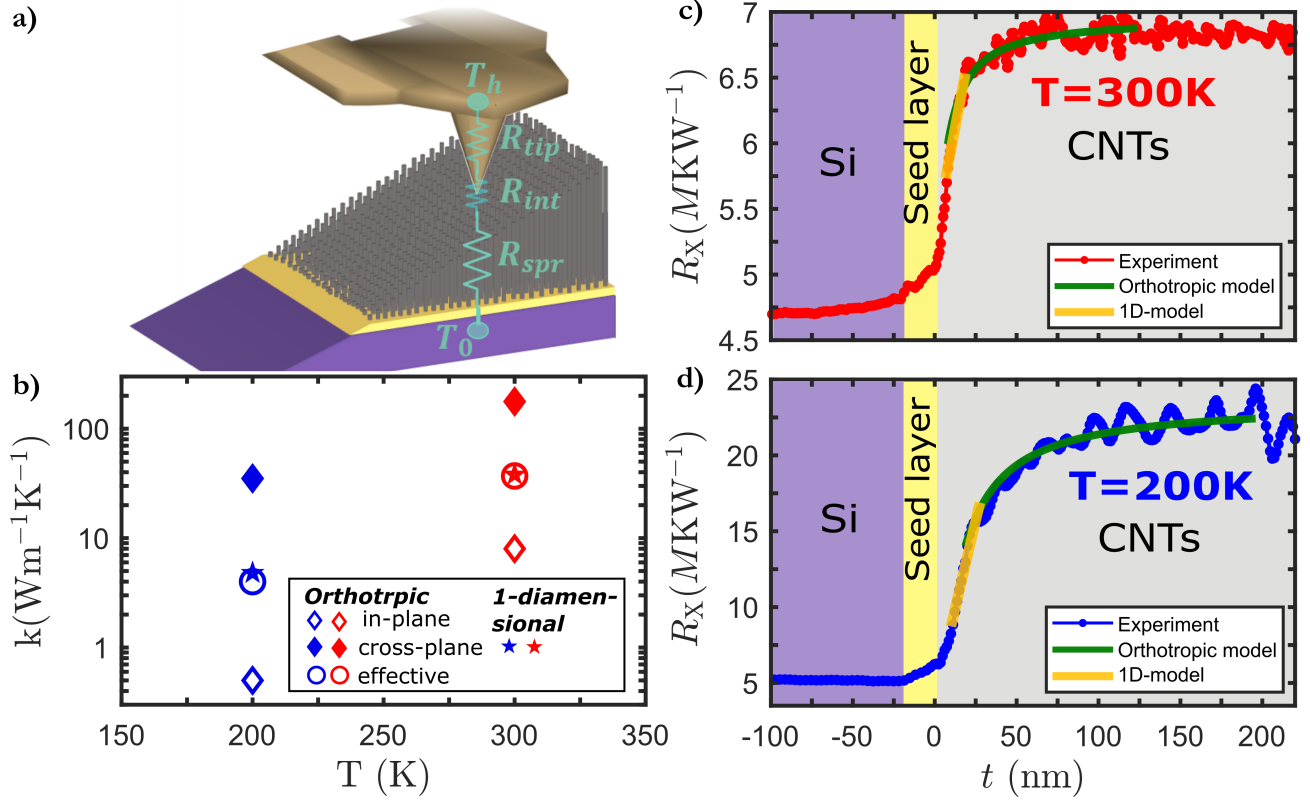 a)
T_h
R_tip
R_int
R_spr
T_0
b)
k(Wm⁻¹K⁻¹)
100
10
1
150 200 250 300 350
T (K)
Orthotrpic
in-plane
cross-plane
effective
1-diamen-
sional
c)
R_X(MKW⁻¹)
7
6.5
6
5.5
5
4.5
Si
Seed layer
T=300K
CNTs
Experiment
Orthotropic model
1D-model
d)
R_X(MKW⁻¹)
25
20
15
10
5
Si
Seed layer
T=200K
CNTs
Experiment
Orthotropic model
1D-model
-100 -50 0 50 100 150 200
t (nm)